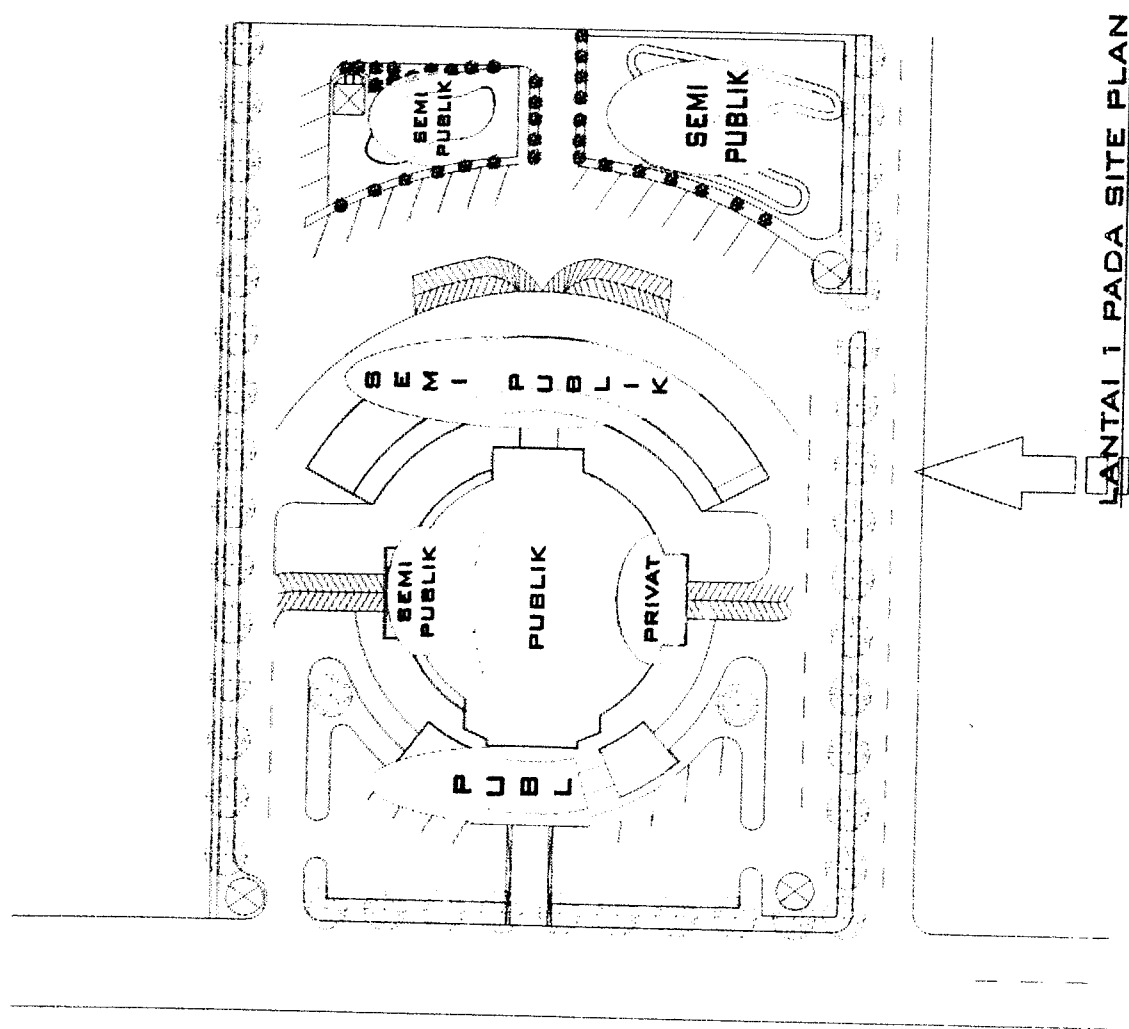 SEMI
PUBLIK
SEMI
PUBLIK
SEMI PUBLIK
SEMI
PUBLIK
PUBLIK
PRIVAT
PUBL
LANTAI 1 PADA SITE PLAN